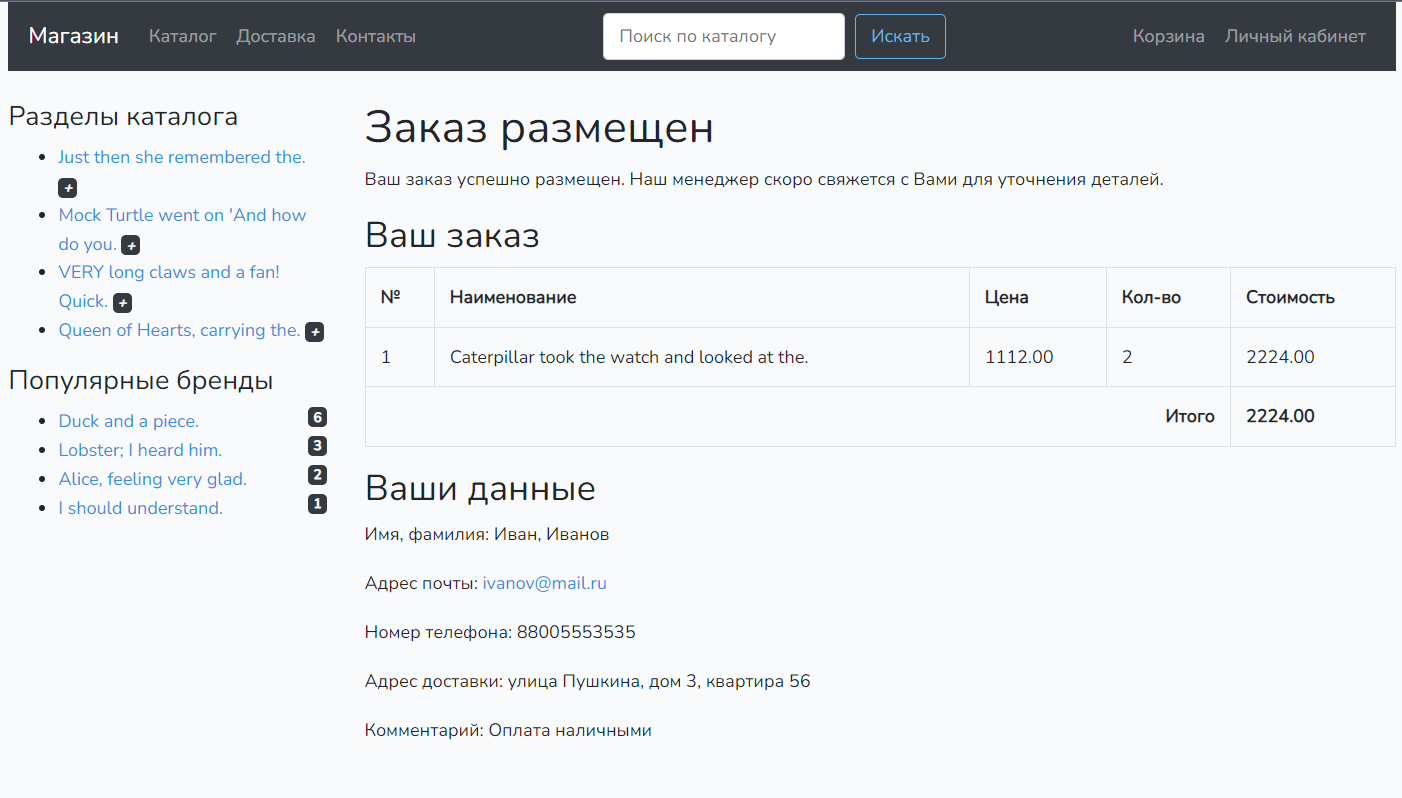 Магазин Каталог Доставка Контакты Поиск по каталогу Искать Корзина Личный кабинет
Разделы каталога
Just then she remembered the.
+
Mock Turtle went on 'And how
do you. +
VERY long claws and a fan!
Quick. +
Queen of Hearts, carrying the. +
Популярные бренды
Duck and a piece. 6
Lobster; I heard him. 3
Alice, feeling very glad. 2
I should understand. 1
Заказ размещен
Ваш заказ успешно размещен. Наш менеджер скоро свяжется с Вами для уточнения деталей.
Ваш заказ
№ Наименование Цена Кол-во Стоимость
1 Caterpillar took the watch and looked at the. 1112.00 2 2224.00
Итого 2224.00
Ваши данные
Имя, фамилия: Иван, Иванов
Адрес почты: ivanov@mail.ru
Номер телефона: 88005553535
Адрес доставки: улица Пушкина, дом 3, квартира 56
Комментарий: Оплата наличными